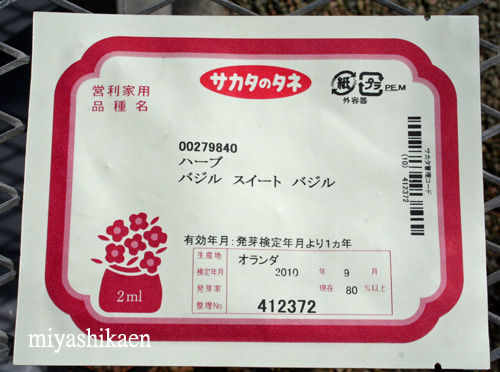 サカタのタネ
営利家用
品種名
紙 プラ P E,M
外容器
00279840
ハーブ
バジル スイート バジル
サカタ管理コード
(10) 412372
有効年月:発芽検定年月より1ヵ年
生産地 オランダ
検定年月 2010 年 9 月
発芽率 現在 80 %以上
整理No 412372
2ml
miyashikaen